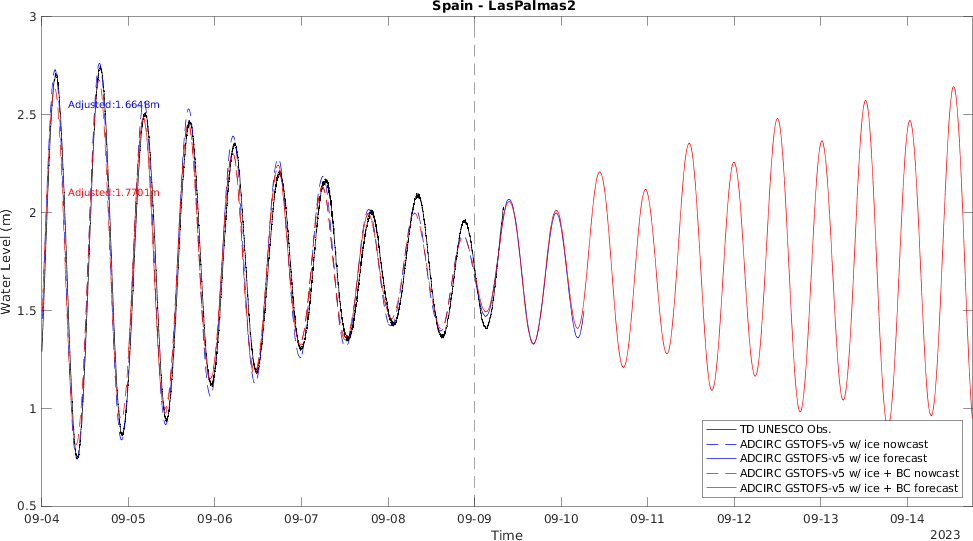 Spain - LasPalmas2
3
2.5
2
1.5
1
0.5
Water Level (m)
Adjusted:1.6648m
Adjusted:1.7701m
TD UNESCO Obs.
ADCIRC GSTOFS-v5 w/ ice nowcast
ADCIRC GSTOFS-v5 w/ ice forecast
ADCIRC GSTOFS-v5 w/ ice + BC nowcast
ADCIRC GSTOFS-v5 w/ ice + BC forecast
09-04 09-05 09-06 09-07 09-08 09-09 09-10 09-11 09-12 09-13 09-14
Time
2023